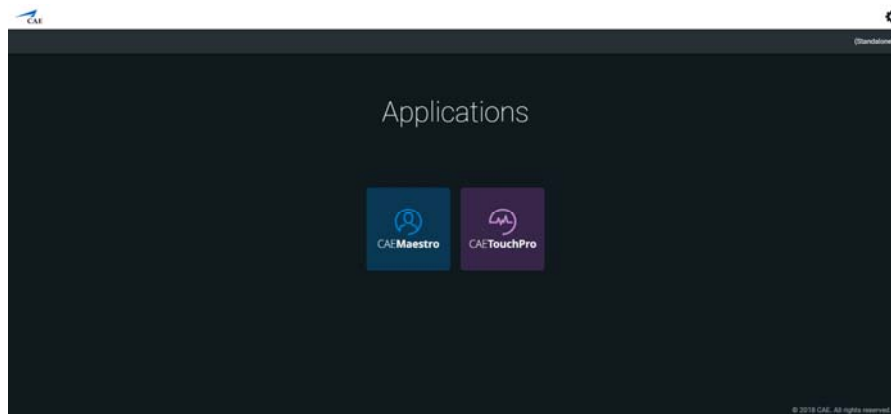 CAE
(Standalone
Applications
CAEMaestro
CAETouchPro
© 2018 CAE. All rights reserved.